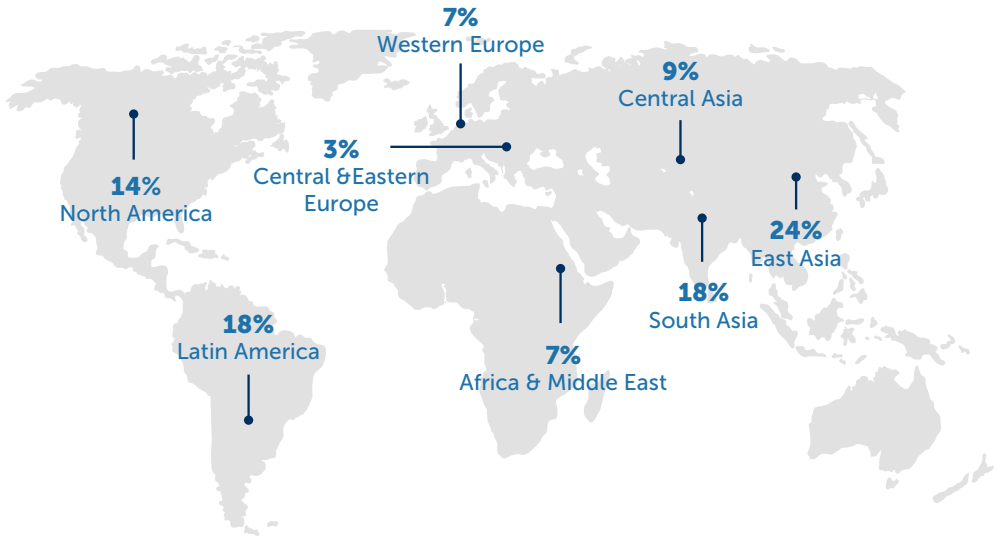 7%
Western Europe
9%
Central Asia
3%
Central &Eastern
Europe
14%
North America
24%
East Asia
18%
South Asia
18%
Latin America
7%
Africa & Middle East